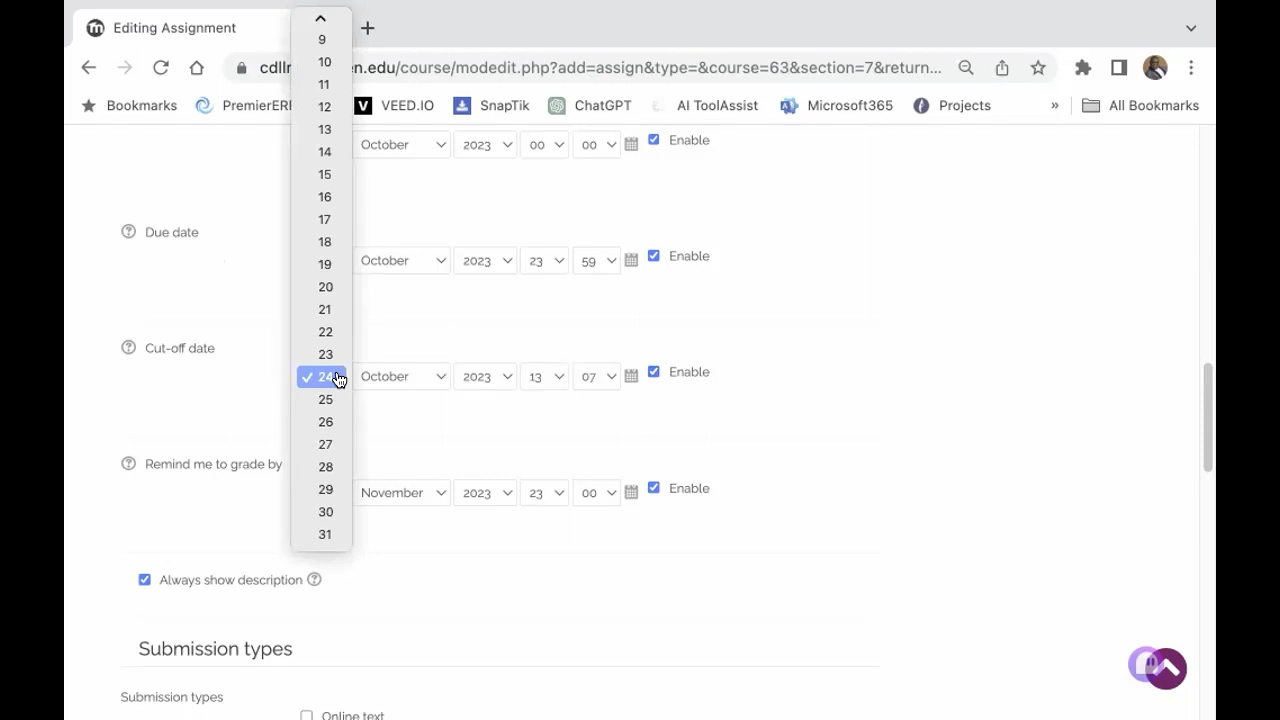 Editing Assignment
cdllr
en.edu/course/modedit.php?add=assign&type=&course=63&section=7&return...
Bookmarks
PremierER
V VEED.IO
SnapTik
ChatGPT
AI ToolAssist
Microsoft365
Projects
»
All Bookmarks
9
10
11
12
13
14
15
16
17
18
19
20
21
22
23
24
25
26
27
28
29
30
31
October 2023 00 00 Enable
Due date
October 2023 23 59 Enable
Cut-off date
October 2023 13 07 Enable
Remind me to grade by
November 2023 23 00 Enable
Always show description
Submission types
Submission types
Online text